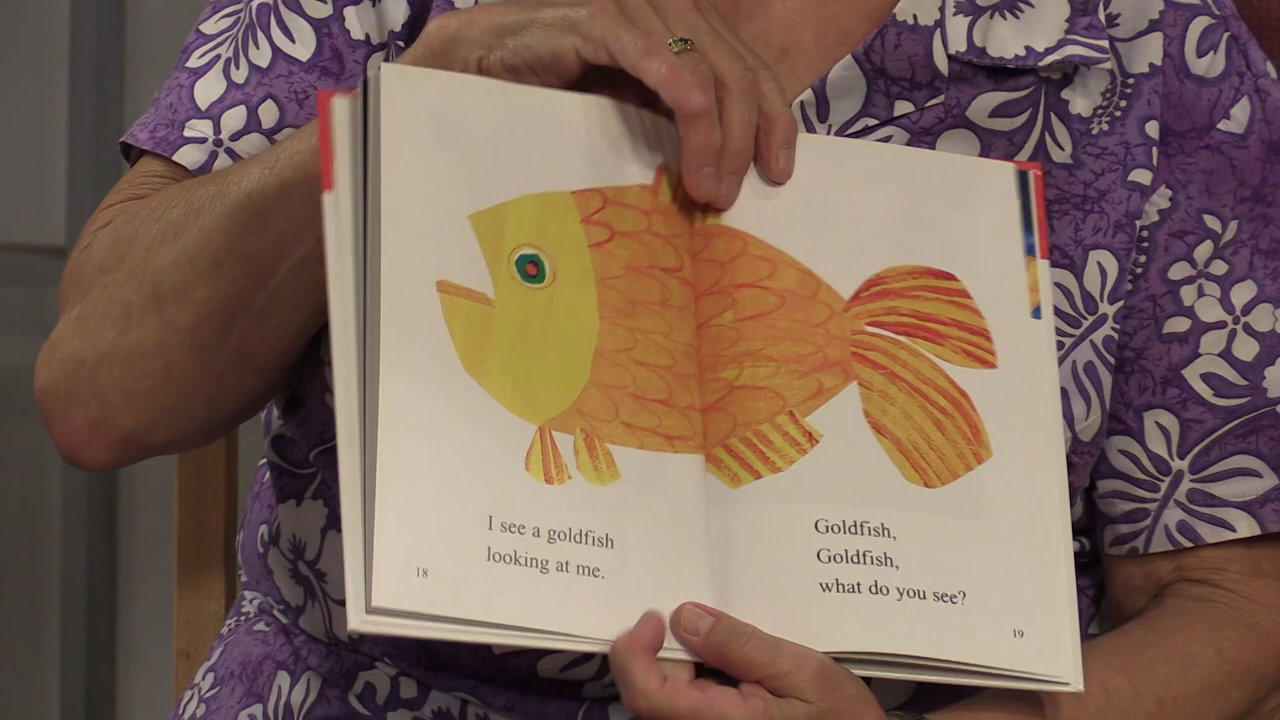 I see a goldfish
looking at me.
18
Goldfish,
Goldfish,
what do you see?
19